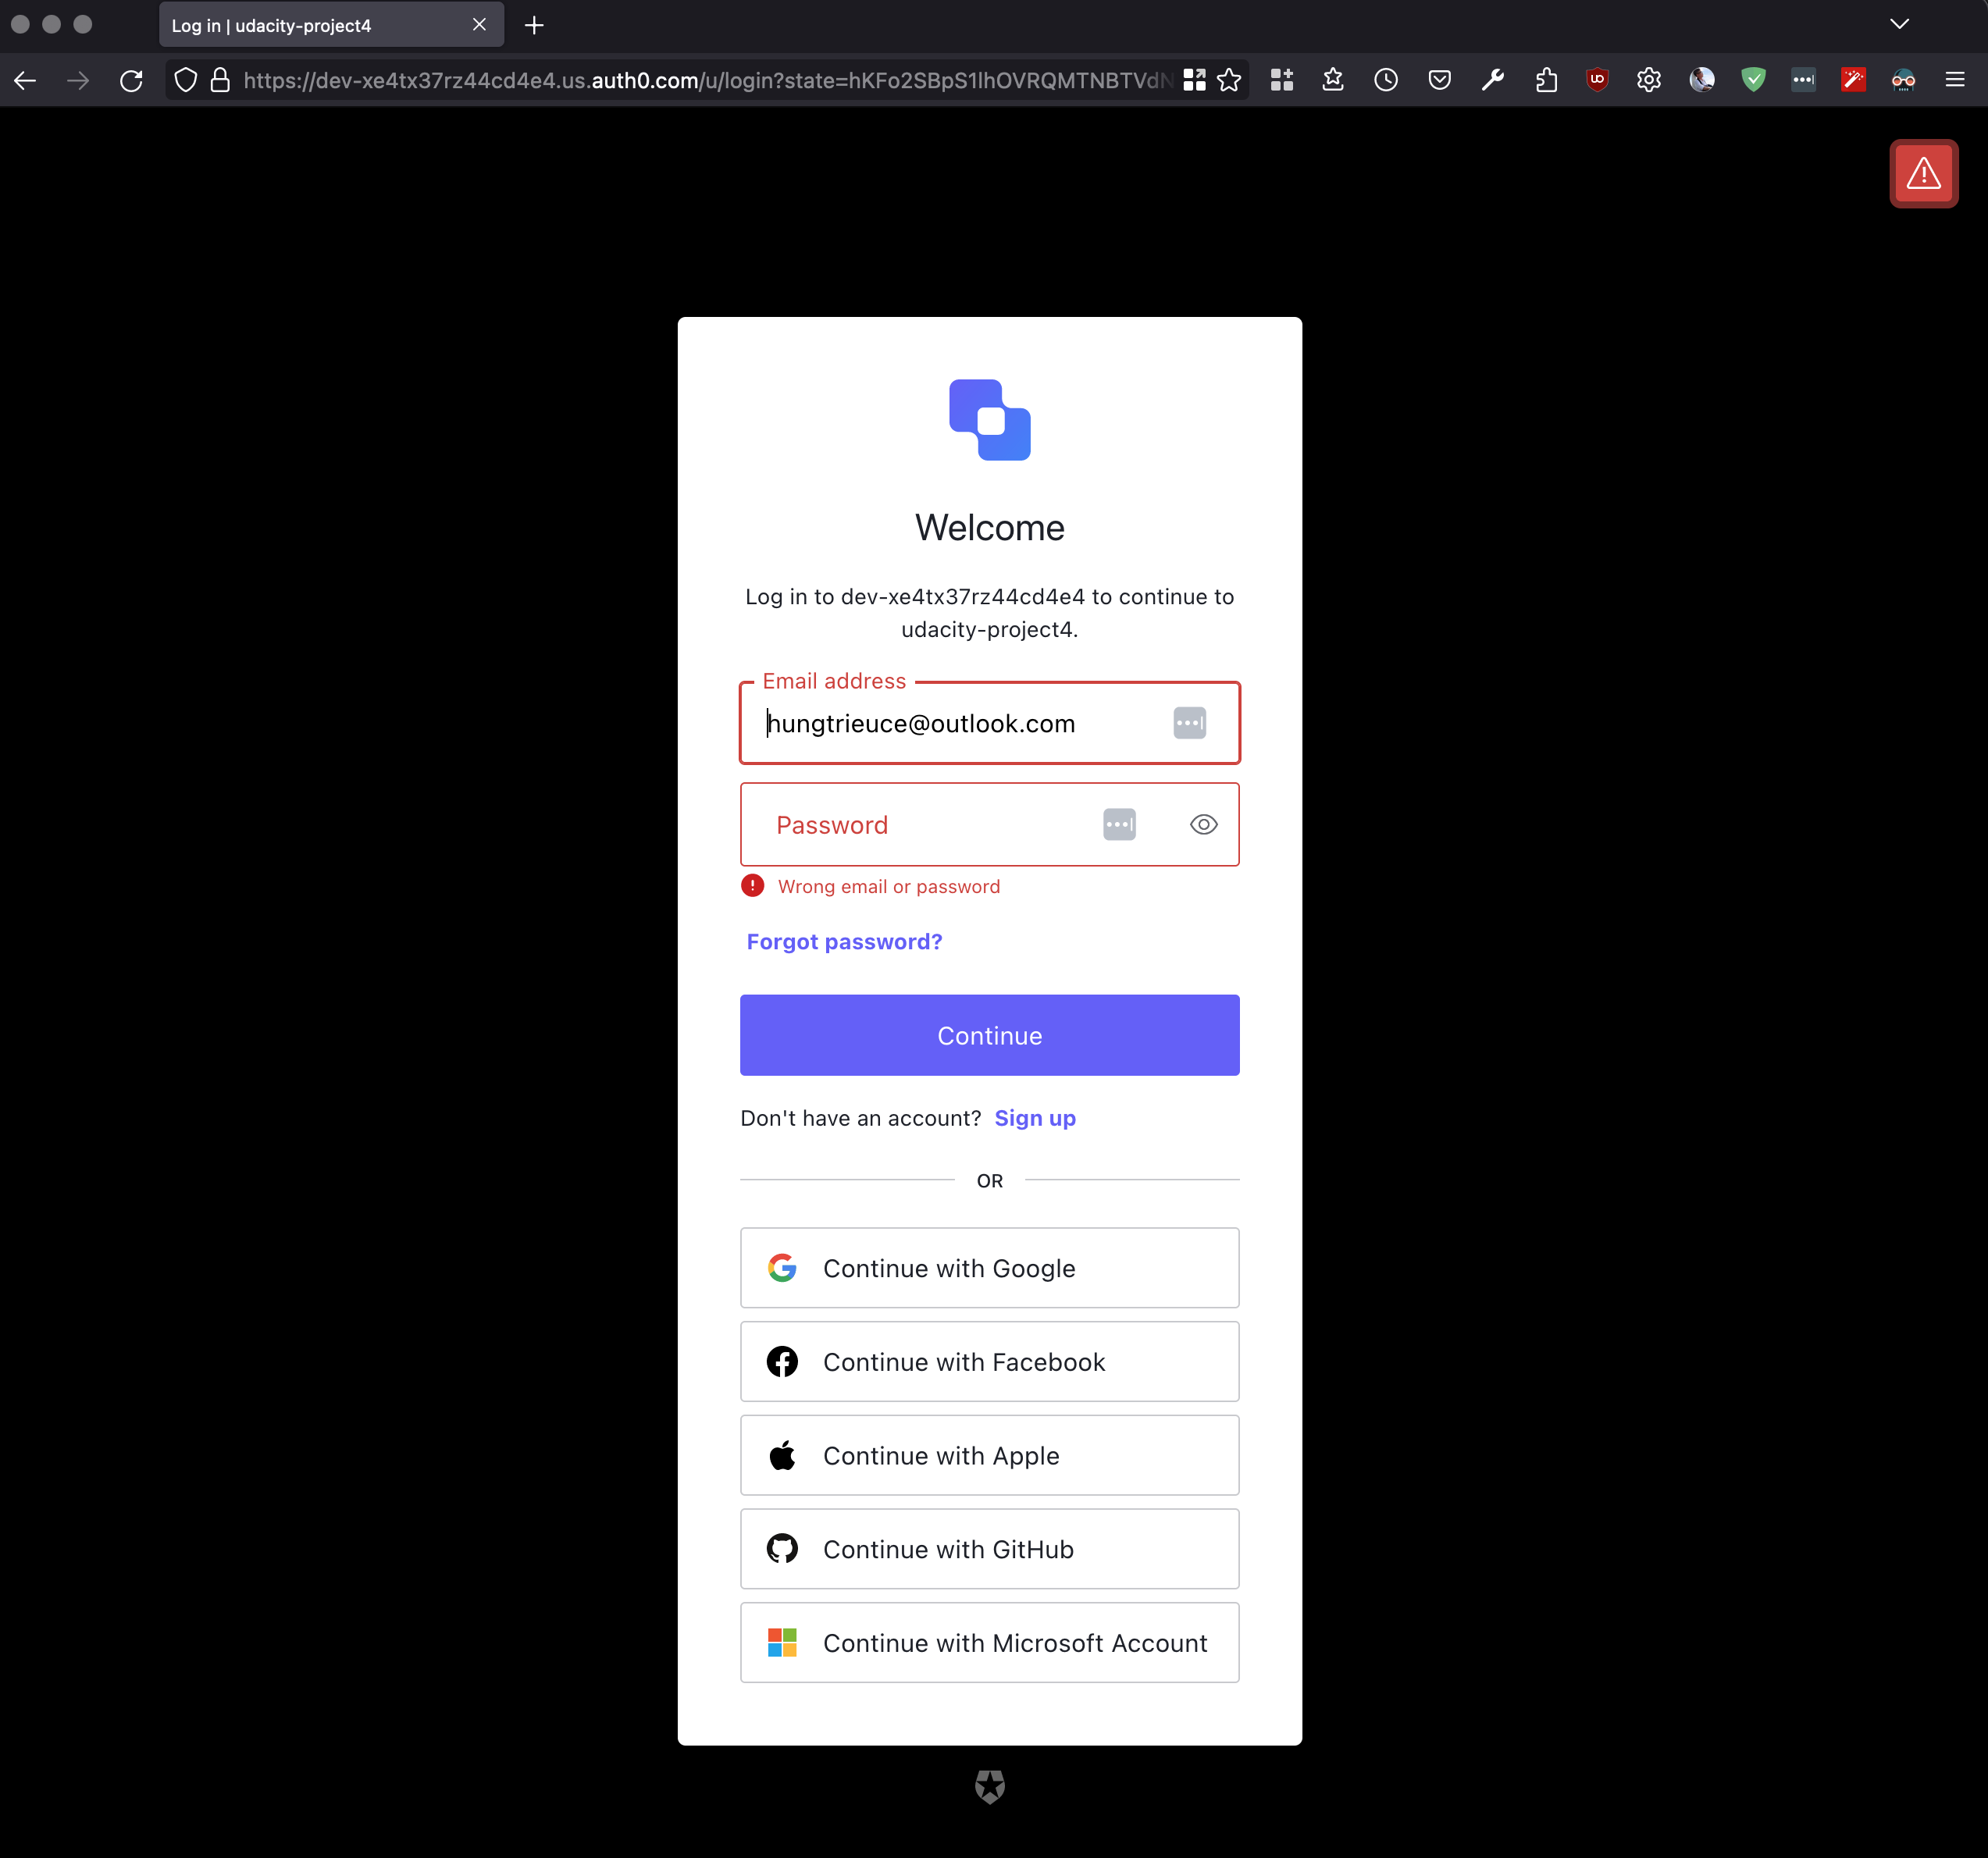 Log in | udacity-project4
https://dev-xe4tx37rz44cd4e4.us.auth0.com/u/login?state=hKFo2SBpS1lhOVRQMTNBTVdN
Welcome
Log in to dev-xe4tx37rz44cd4e4 to continue to
udacity-project4.
Email address
hungtrieuce@outlook.com
Password
Wrong email or password
Forgot password?
Continue
Don't have an account? Sign up
OR
Continue with Google
Continue with Facebook
Continue with Apple
Continue with GitHub
Continue with Microsoft Account